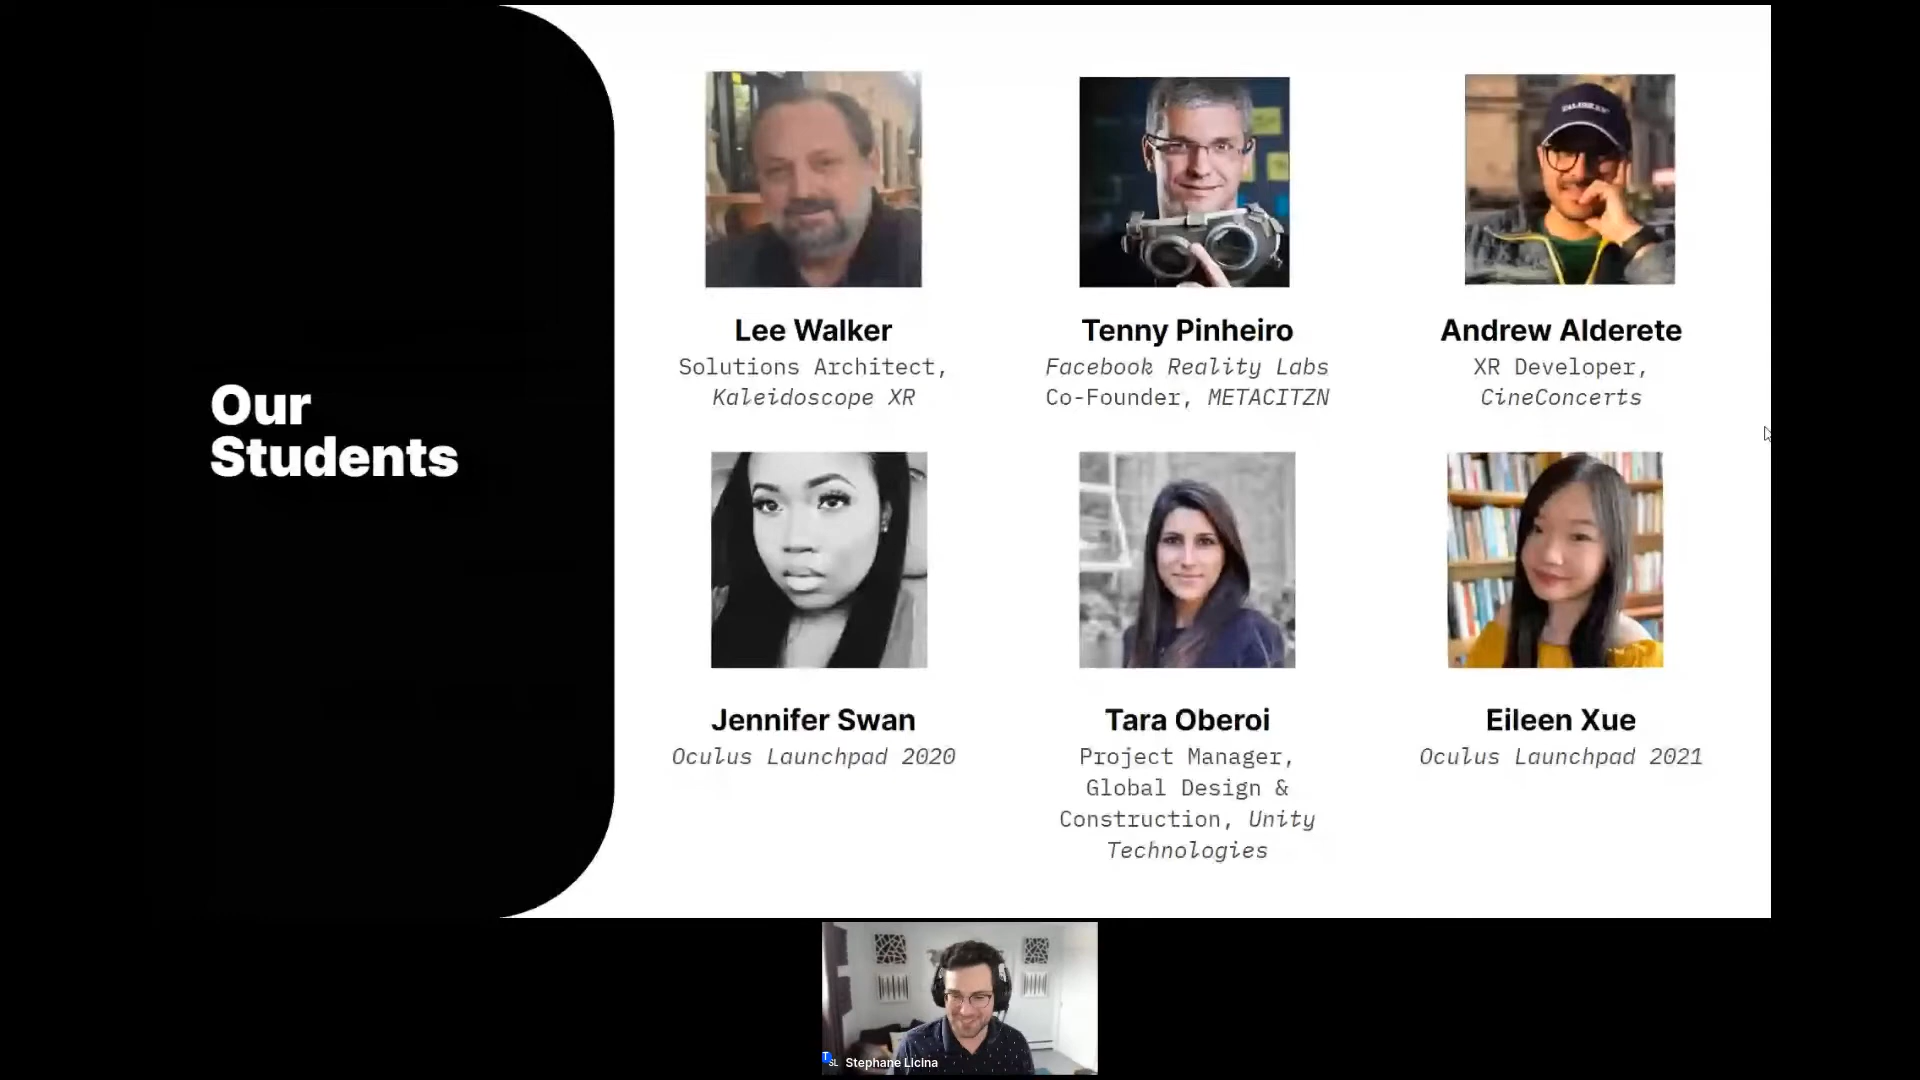 Our
Students
Lee Walker
Solutions Architect,
Kaleidoscope XR
Tenny Pinheiro
Facebook Reality Labs
Co-Founder, METACITZN
Andrew Alderete
XR Developer,
CineConcerts
Jennifer Swan
Oculus Launchpad 2020
Tara Oberoi
Project Manager,
Global Design &
Construction, Unity
Technologies
Eileen Xue
Oculus Launchpad 2021
T SL Stephane Licina